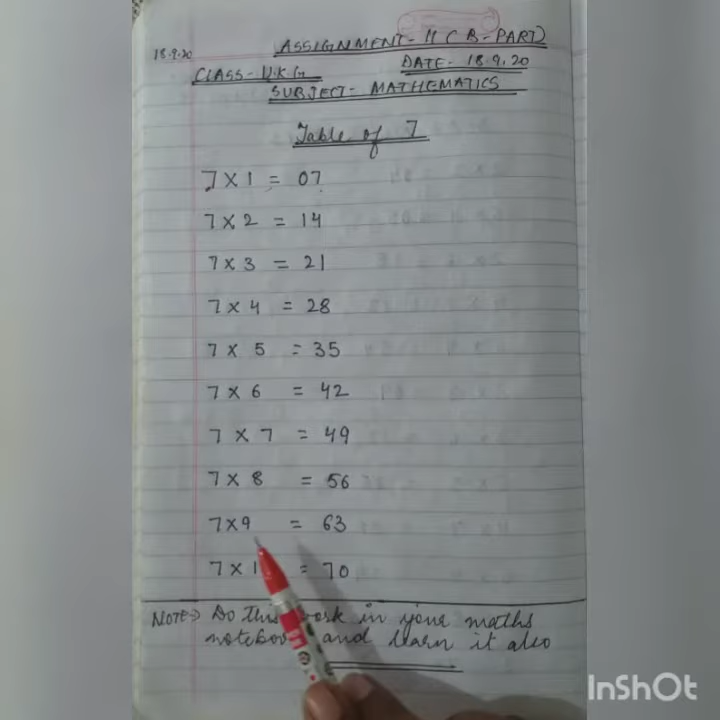 ASSIGNMENT- 11 ( B-PART)
18.9.20
CLASS- U.K.G
DATE- 18.9.20
SUBJECT- MATHEMATICS
Table of 7
7 X 1 = 07
7 X 2 = 14
7 X 3 = 21
7 X 4 = 28
7 X 5 = 35
7 X 6 = 42
7 X 7 = 49
7 X 8 = 56
7 X 9 = 63
7 X 1 = 70
NOTE→ Do this work in your maths
notebook and learn it also
InShOt